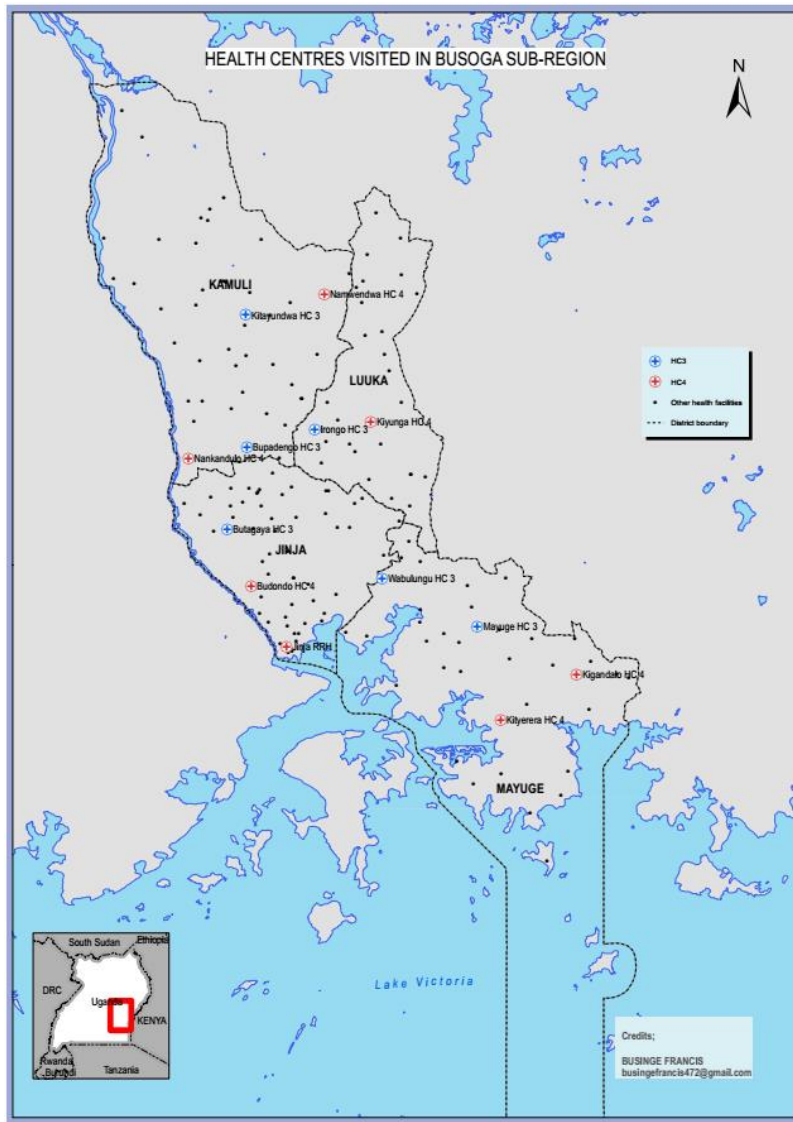 HEALTH CENTRES VISITED IN BUSOGA SUB-REGION
N
KAMULI
Namwendwa HC 4
Kitayundwa HC 3
HC3
HC4
Other health facilities
District boundary
LUUKA
Kiyunga HC 4
Irongo HC 3
Bupadengo HC 3
Nankandulo HC 4
Butagaya HC 3
JINJA
Wabulungu HC 3
Budondo HC 4
Mayuge HC 3
Jinja RRH
Kigandalo HC 4
Kityerera HC 4
MAYUGE
South Sudan
Ethiopia
DRC
Uganda
KENYA
Rwanda
Burundi
Tanzania
Lake Victoria
Credits;
BUSINGE FRANCIS
busingefrancis472@gmail.com